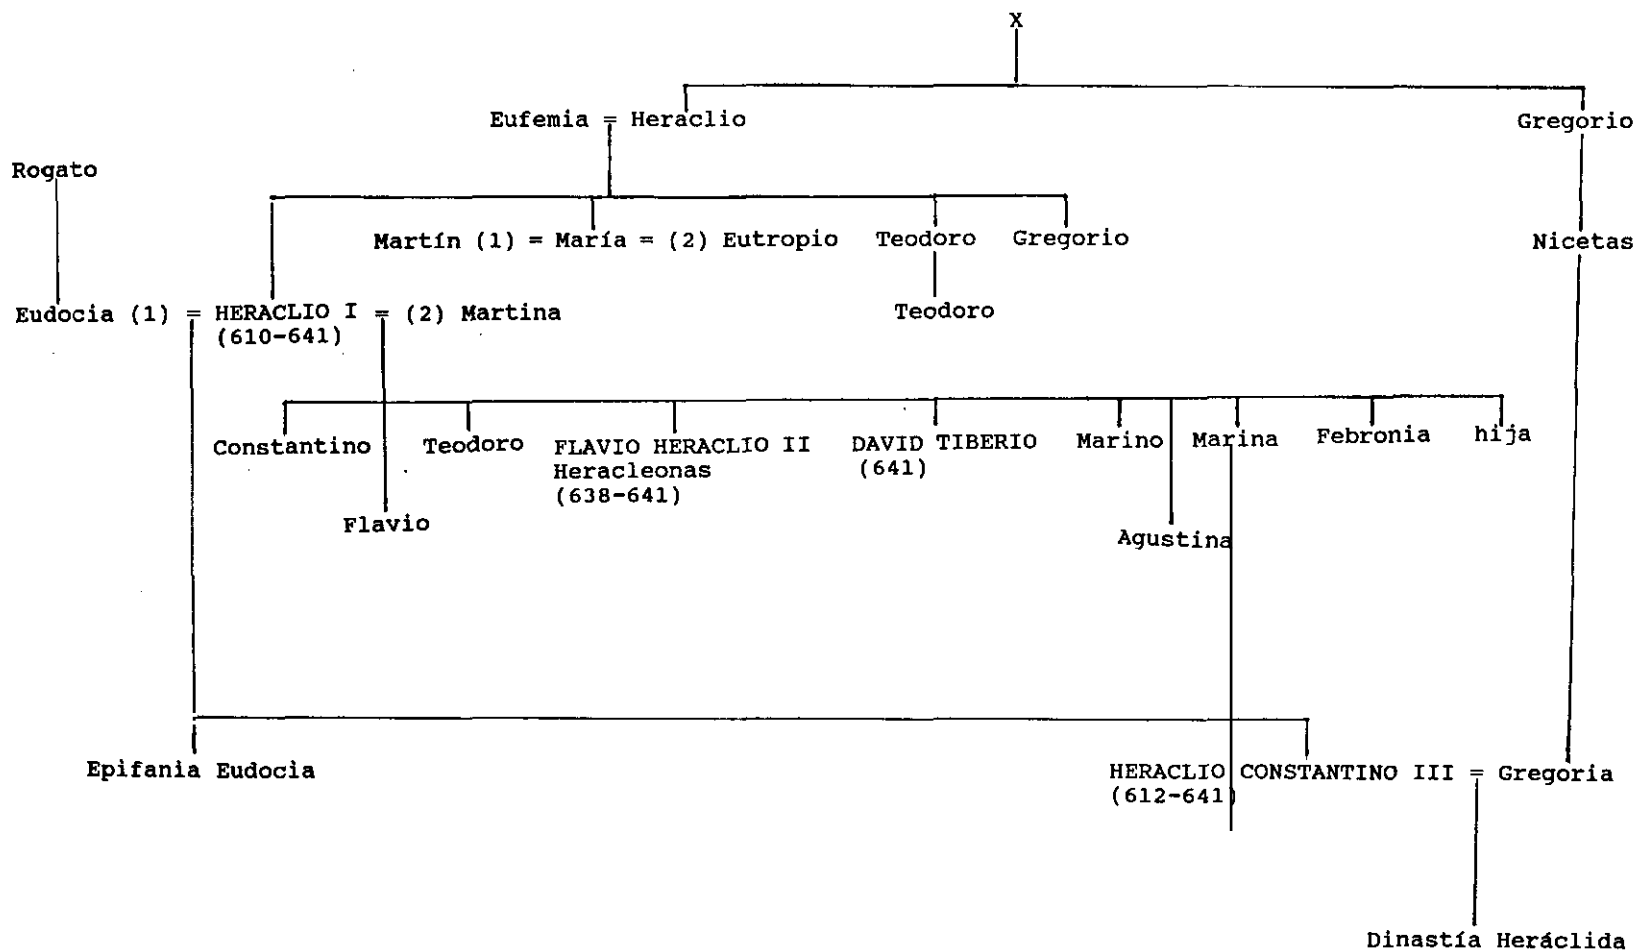 X
Eufemia = Heraclio
Gregorio
Rogato
Martín (1) = María = (2) Eutropio Teodoro Gregorio
Nicetas
Eudocia (1) = HERACLIO I = (2) Martina
(610-641)
Teodoro
Constantino Teodoro FLAVIO HERACLIO II DAVID TIBERIO Marino Marina Febronia hija
Heracleonas (641)
(638-641)
Flavio
Agustina
Epifania Eudocia
HERACLIO CONSTANTINO III = Gregoria
(612-641)
Dinastía Heráclida